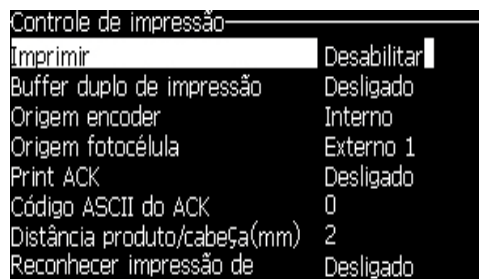 Controle de impressão
Imprimir Desabilitar
Buffer duplo de impressão Desligado
Origem encoder Interno
Origem fotocélula Externo 1
Print ACK Desligado
Código ASCII do ACK 0
Distância produto/cabeça(mm) 2
Reconhecer impressão de Desligado